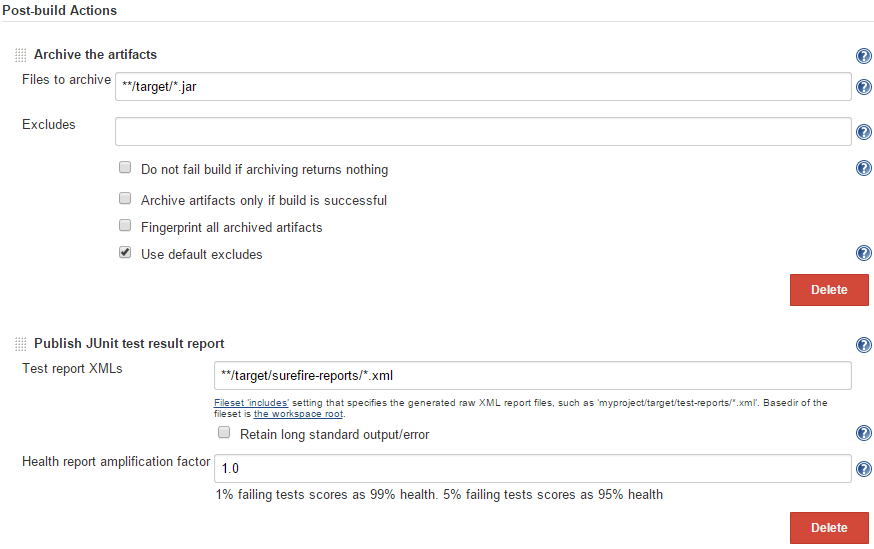 Post-build Actions
Archive the artifacts
Files to archive
**/target/*.jar
Excludes
Do not fail build if archiving returns nothing
Archive artifacts only if build is successful
Fingerprint all archived artifacts
Use default excludes
Delete
Publish JUnit test result report
Test report XMLs
**/target/surefire-reports/*.xml
Fileset 'includes' setting that specifies the generated raw XML report files, such as 'myproject/target/test-reports/*.xml'. Basedir of the
fileset is the workspace root.
Retain long standard output/error
Health report amplification factor
1.0
1% failing tests scores as 99% health. 5% failing tests scores as 95% health
Delete